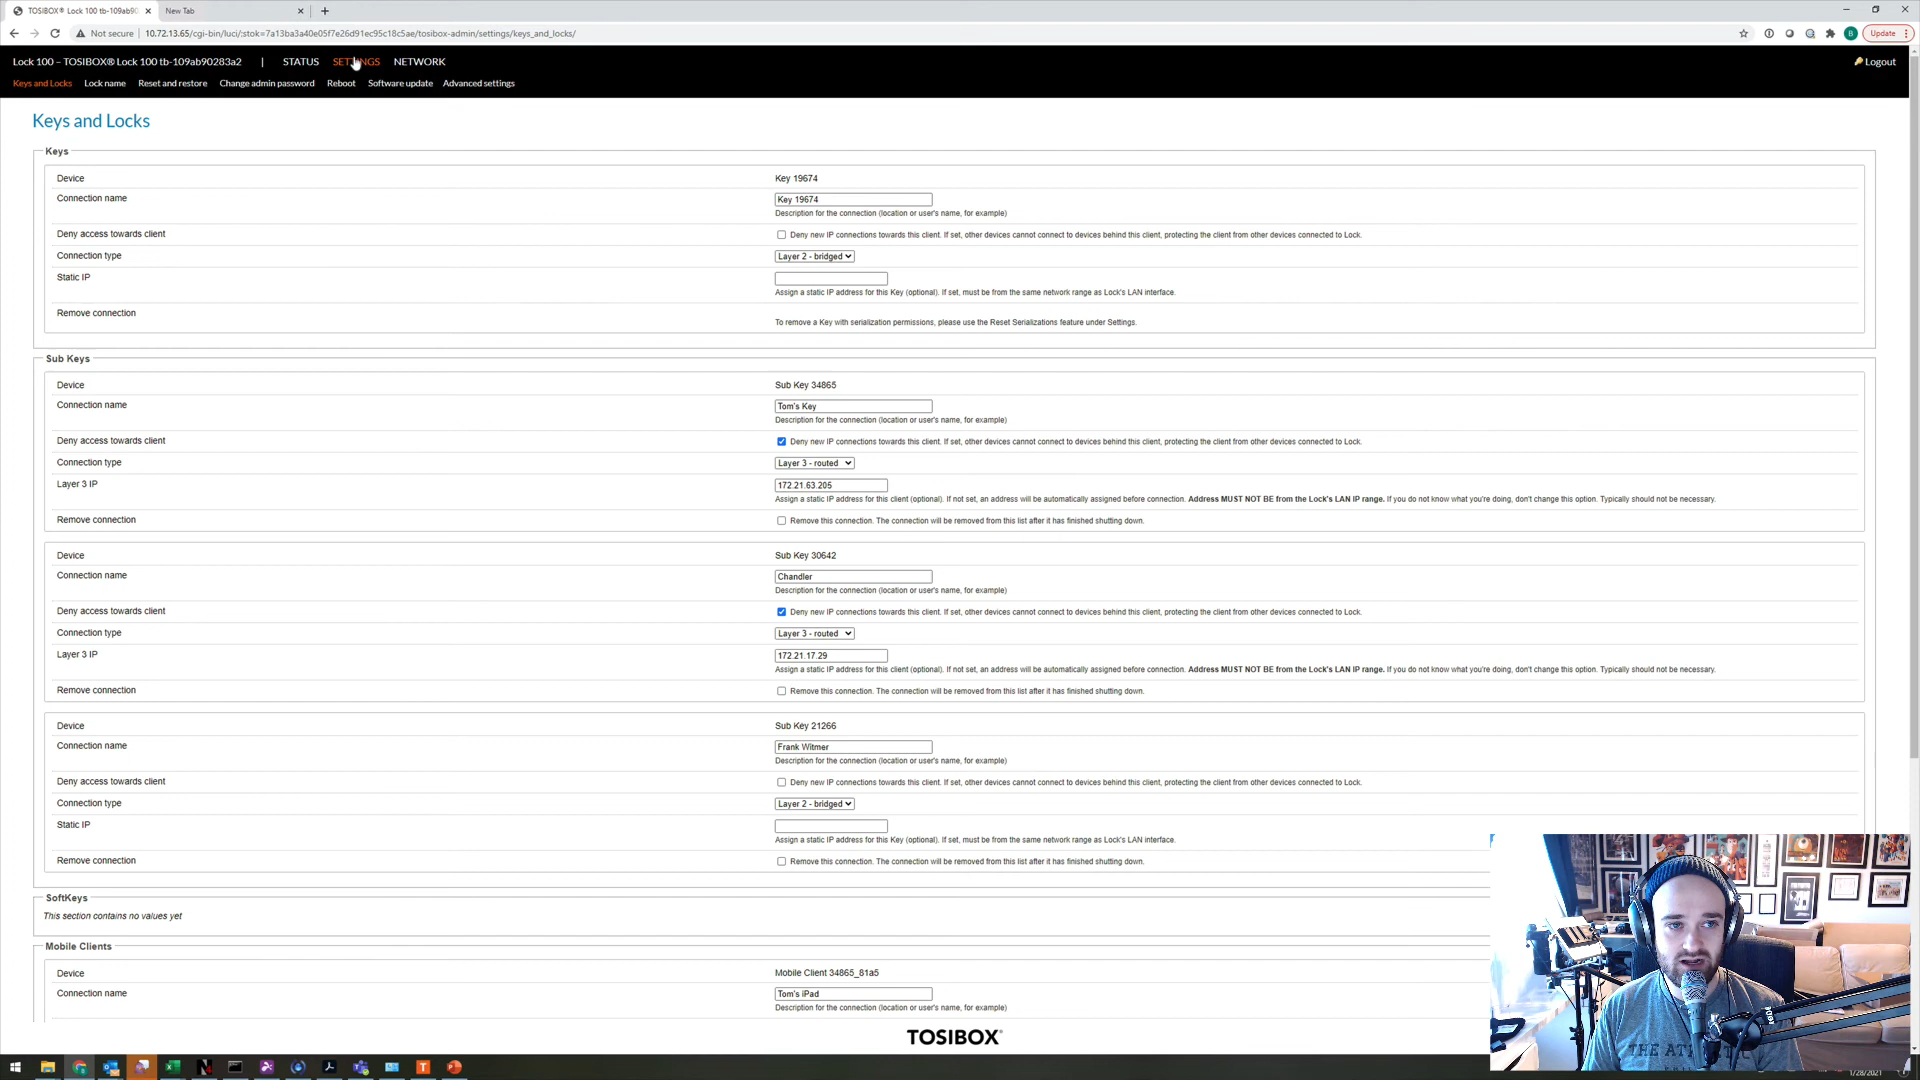 TOSIBOX® Lock 100 tb-109ab90
New Tab
Not secure
10.72.13.65/cgi-bin/luci/;stok=7a13ba3a40e05f7e26d91ec95c18c5ae/tosibox-admin/settings/keys_and_locks/
B
Update
Lock 100 – TOSIBOX® Lock 100 tb-109ab90283a2 | STATUS SETTINGS NETWORK
Logout
Keys and Locks Lock name Reset and restore Change admin password Reboot Software update Advanced settings
Keys and Locks
Keys
Device Key 19674
Connection name Key 19674
Description for the connection (location or user's name, for example)
Deny access towards client Deny new IP connections towards this client. If set, other devices cannot connect to devices behind this client, protecting the client from other devices connected to Lock.
Connection type Layer 2 - bridged
Static IP
Assign a static IP address for this Key (optional). If set, must be from the same network range as Lock's LAN interface.
Remove connection
To remove a Key with serialization permissions, please use the Reset Serializations feature under Settings.
Sub Keys
Device Sub Key 34865
Connection name Tom's Key
Description for the connection (location or user's name, for example)
Deny access towards client Deny new IP connections towards this client. If set, other devices cannot connect to devices behind this client, protecting the client from other devices connected to Lock.
Connection type Layer 3 - routed
Layer 3 IP 172.21.63.205
Assign a static IP address for this client (optional). If not set, an address will be automatically assigned before connection. Address MUST NOT BE from the Lock's LAN IP range. If you do not know what you're doing, don't change this option. Typically should not be necessary.
Remove connection Remove this connection. The connection will be removed from this list after it has finished shutting down.
Device Sub Key 30642
Connection name Chandler
Description for the connection (location or user's name, for example)
Deny access towards client Deny new IP connections towards this client. If set, other devices cannot connect to devices behind this client, protecting the client from other devices connected to Lock.
Connection type Layer 3 - routed
Layer 3 IP 172.21.17.29
Assign a static IP address for this client (optional). If not set, an address will be automatically assigned before connection. Address MUST NOT BE from the Lock's LAN IP range. If you do not know what you're doing, don't change this option. Typically should not be necessary.
Remove connection Remove this connection. The connection will be removed from this list after it has finished shutting down.
Device Sub Key 21266
Connection name Frank Witmer
Description for the connection (location or user's name, for example)
Deny access towards client Deny new IP connections towards this client. If set, other devices cannot connect to devices behind this client, protecting the client from other devices connected to Lock.
Connection type Layer 2 - bridged
Static IP
Assign a static IP address for this Key (optional). If set, must be from the same network range as Lock's LAN interface.
Remove connection Remove this connection. The connection will be removed from this list after it has finished shutting down.
SoftKeys
This section contains no values yet
Mobile Clients
Device Mobile Client 34865_81a5
Connection name Tom's iPad
Description for the connection (location or user's name, for example)
TOSIBOX®
RØDE
THE
1/28/2021